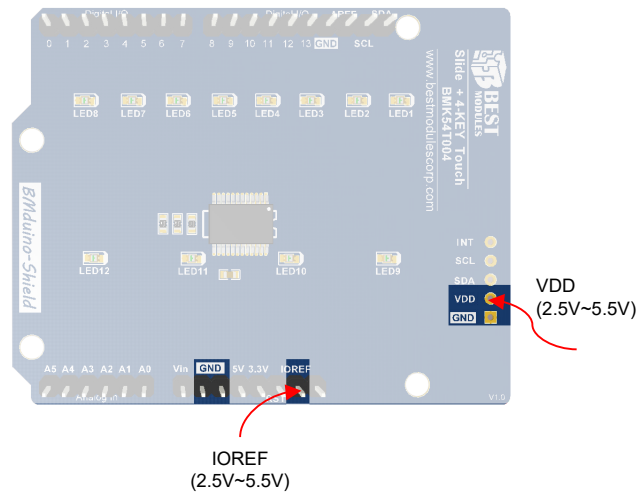 Digital I/O
Digital I/O
AREF
SDA
0 1 2 3 4 5 6 7
8 9 10 11 12 13 GND
SCL
LED8 LED7 LED6 LED5 LED4 LED3 LED2 LED1
BEST
MODULES
Slide + 4-KEY Touch
BMK54T004
www.bestmodulescorp.com
BMduino-Shield
LED12 LED11 LED10 LED9
INT
SCL
SDA
VDD
GND
VDD
(2.5V~5.5V)
A5 A4 A3 A2 A1 A0
Vin GND 5V 3.3V IOREF
Analog In
V1.0
IOREF
(2.5V~5.5V)